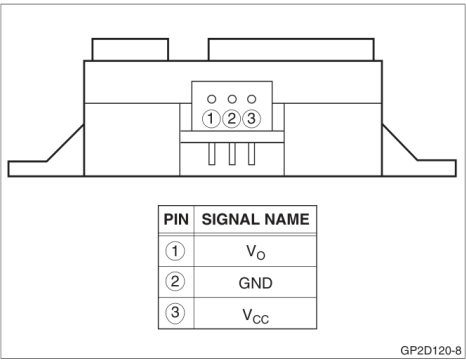 ① ② ③
PIN SIGNAL NAME
① VO
② GND
③ VCC
GP2D120-8